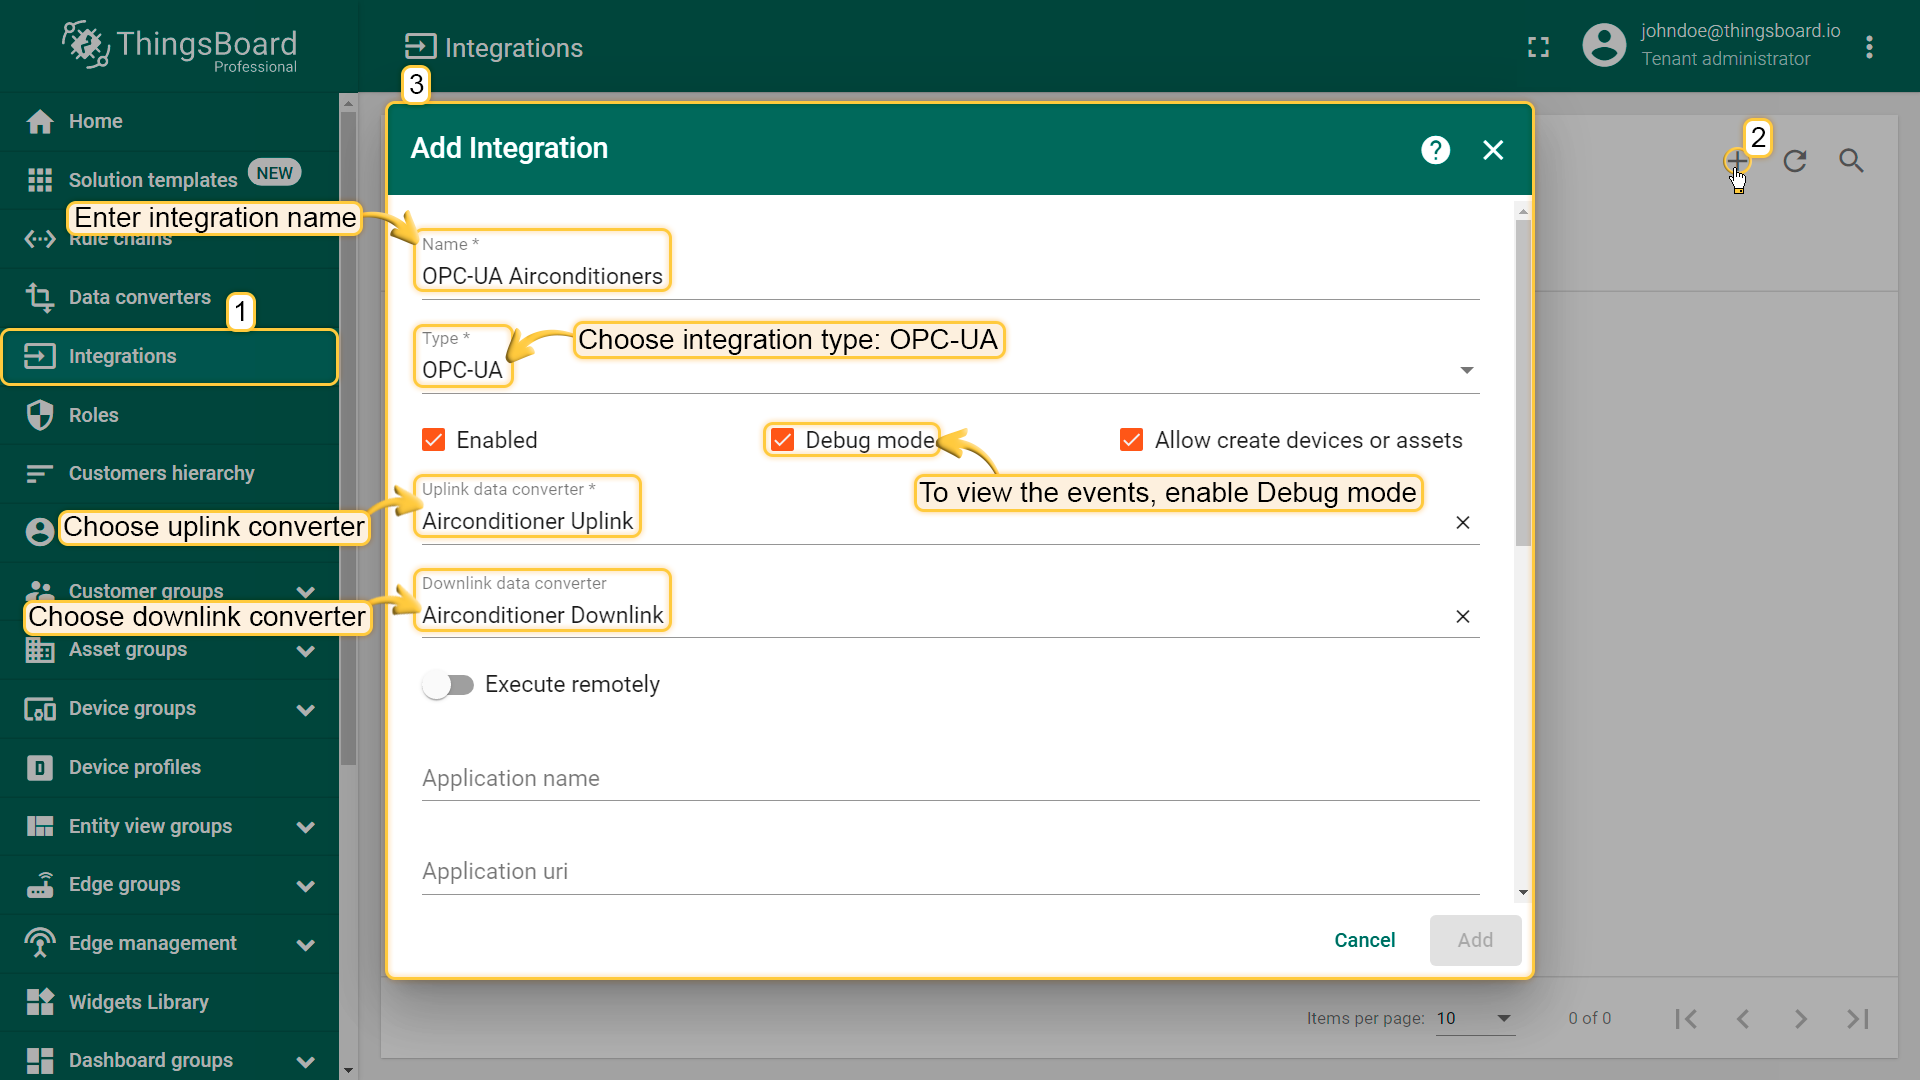 ThingsBoard
Professional
Integrations
johndoe@thingsboard.io
Tenant administrator
3
Home
Solution templates NEW
Enter integration name
Rule chains
Data converters
1
Integrations
Roles
Customers hierarchy
Choose uplink converter
Customer groups
Choose downlink converter
Asset groups
Device groups
Device profiles
Entity view groups
Edge groups
Edge management
Widgets Library
Dashboard groups
2
Add Integration
Name *
OPC-UA Airconditioners
Type *
OPC-UA
Choose integration type: OPC-UA
Enabled
Debug mode
Allow create devices or assets
To view the events, enable Debug mode
Uplink data converter *
Airconditioner Uplink
Downlink data converter
Airconditioner Downlink
Execute remotely
Application name
Application uri
Cancel
Add
Items per page: 10
0 of 0